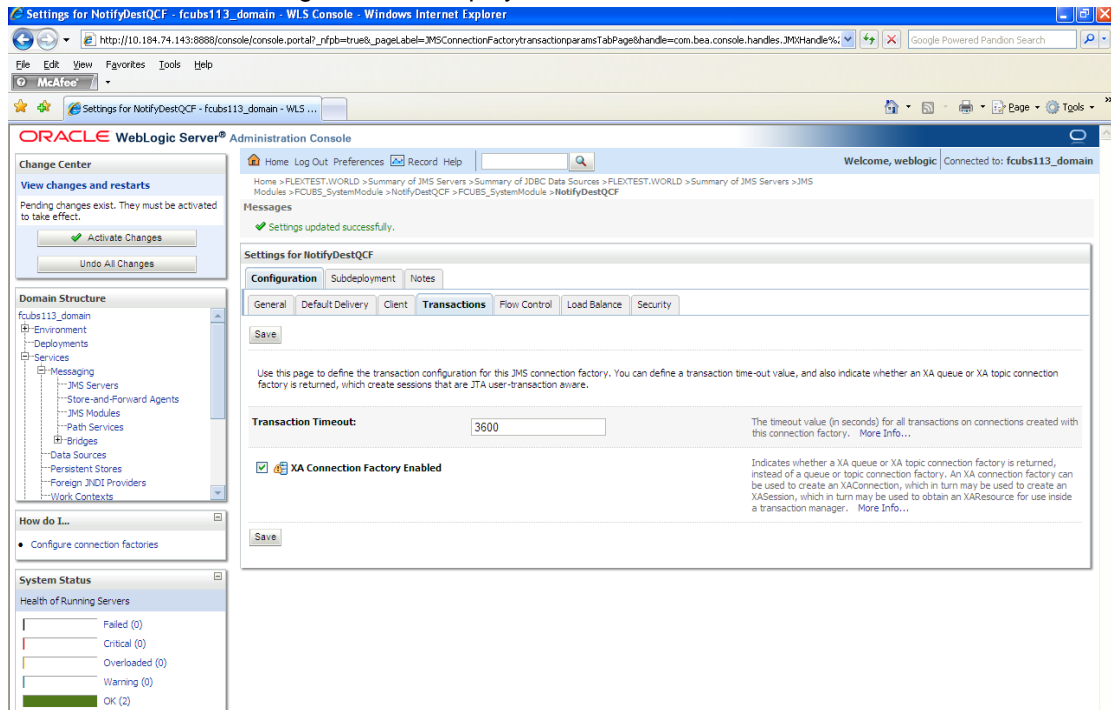 Settings for NotifyDestQCF - fcubs113_domain - WLS Console - Windows Internet Explorer
http://10.184.74.143:8888/console/console.portal?_nfpb=true&_pageLabel=JMSConnectionFactorytransactionparamsTabPage&handle=com.bea.console.handles.JMXHandle%
Google Powered Pandion Search
File Edit View Favorites Tools Help
McAfee
Settings for NotifyDestQCF - fcubs113_domain - WLS ...
Page Tools
ORACLE WebLogic Server® Administration Console
Change Center
View changes and restarts
Pending changes exist. They must be activated
to take effect.
Activate Changes
Undo All Changes
Domain Structure
fcubs113_domain
Environment
Deployments
Services
Messaging
JMS Servers
Store-and-Forward Agents
JMS Modules
Path Services
Bridges
Data Sources
Persistent Stores
Foreign JNDI Providers
Work Contexts
How do I...
Configure connection factories
System Status
Health of Running Servers
Failed (0)
Critical (0)
Overloaded (0)
Warning (0)
OK (2)
Home Log Out Preferences Record Help
Welcome, weblogic Connected to: fcubs113_domain
Home >FLEXTEST.WORLD >Summary of JMS Servers >Summary of JDBC Data Sources >FLEXTEST.WORLD >Summary of JMS Servers >JMS
Modules >FCUBS_SystemModule >NotifyDestQCF >FCUBS_SystemModule >NotifyDestQCF
Messages
Settings updated successfully.
Settings for NotifyDestQCF
Configuration Subdeployment Notes
General Default Delivery Client Transactions Flow Control Load Balance Security
Save
Use this page to define the transaction configuration for this JMS connection factory. You can define a transaction time-out value, and also indicate whether an XA queue or XA topic connection
factory is returned, which create sessions that are JTA user-transaction aware.
Transaction Timeout:
3600
The timeout value (in seconds) for all transactions on connections created with
this connection factory. More Info...
XA Connection Factory Enabled
Indicates whether a XA queue or XA topic connection factory is returned,
instead of a queue or topic connection factory. An XA connection factory can
be used to create an XAConnection, which in turn may be used to create an
XASession, which in turn may be used to obtain an XAResource for use inside
a transaction manager. More Info...
Save